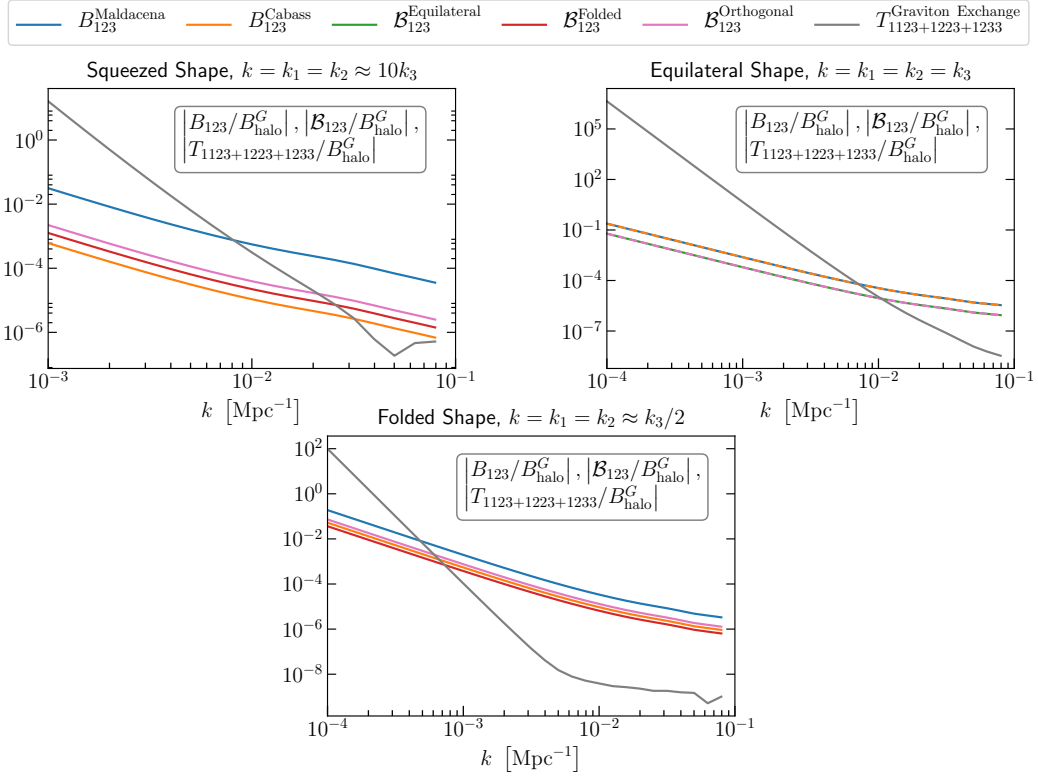 B_{123}^{Maldacena} B_{123}^{Cabass} \mathcal{B}_{123}^{Equilateral} \mathcal{B}_{123}^{Folded} \mathcal{B}_{123}^{Orthogonal} T_{1123+1223+1233}^{Graviton Exchange}
Squeezed Shape, k = k_1 = k_2 ≈ 10k_3
|B_{123}/B_{halo}^G|, |\mathcal{B}_{123}/B_{halo}^G|,
|T_{1123+1223+1233}/B_{halo}^G|
10^0
10^{-2}
10^{-4}
10^{-6}
10^{-3} 10^{-2} 10^{-1}
k [Mpc^{-1}]
Equilateral Shape, k = k_1 = k_2 = k_3
|B_{123}/B_{halo}^G|, |\mathcal{B}_{123}/B_{halo}^G|,
|T_{1123+1223+1233}/B_{halo}^G|
10^5
10^2
10^{-1}
10^{-4}
10^{-7}
10^{-4} 10^{-3} 10^{-2} 10^{-1}
k [Mpc^{-1}]
Folded Shape, k = k_1 = k_2 ≈ k_3/2
|B_{123}/B_{halo}^G|, |\mathcal{B}_{123}/B_{halo}^G|,
|T_{1123+1223+1233}/B_{halo}^G|
10^2
10^0
10^{-2}
10^{-4}
10^{-6}
10^{-8}
10^{-4} 10^{-3} 10^{-2} 10^{-1}
k [Mpc^{-1}]